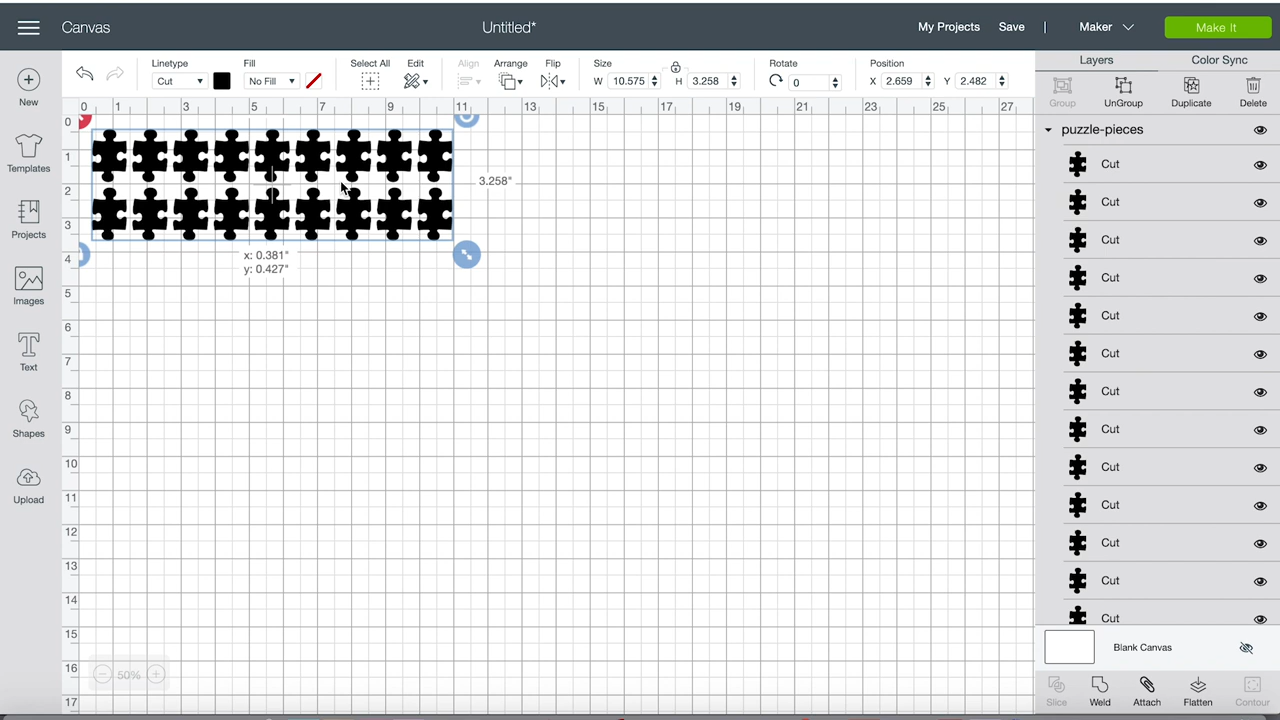 Canvas
Untitled*
My Projects
Save
|
Maker
Make It
Linetype
Fill
Select All
Edit
Align
Arrange
Flip
Size
Rotate
Position
Cut
No Fill
W 10.575
H 3.258
0
X 2.659
Y 2.482
Layers
Color Sync
Group
UnGroup
Duplicate
Delete
New
Templates
Projects
Images
Text
Shapes
Upload
0 1 3 5 7 9 11 13 15 17 19 21 23 25 27
0
1
2
3
4
5
6
7
8
9
10
11
12
13
14
15
16
17
3.258"
x: 0.381"
y: 0.427"
50%
puzzle-pieces
Cut
Cut
Cut
Cut
Cut
Cut
Cut
Cut
Cut
Cut
Cut
Cut
Cut
Blank Canvas
Slice
Weld
Attach
Flatten
Contour